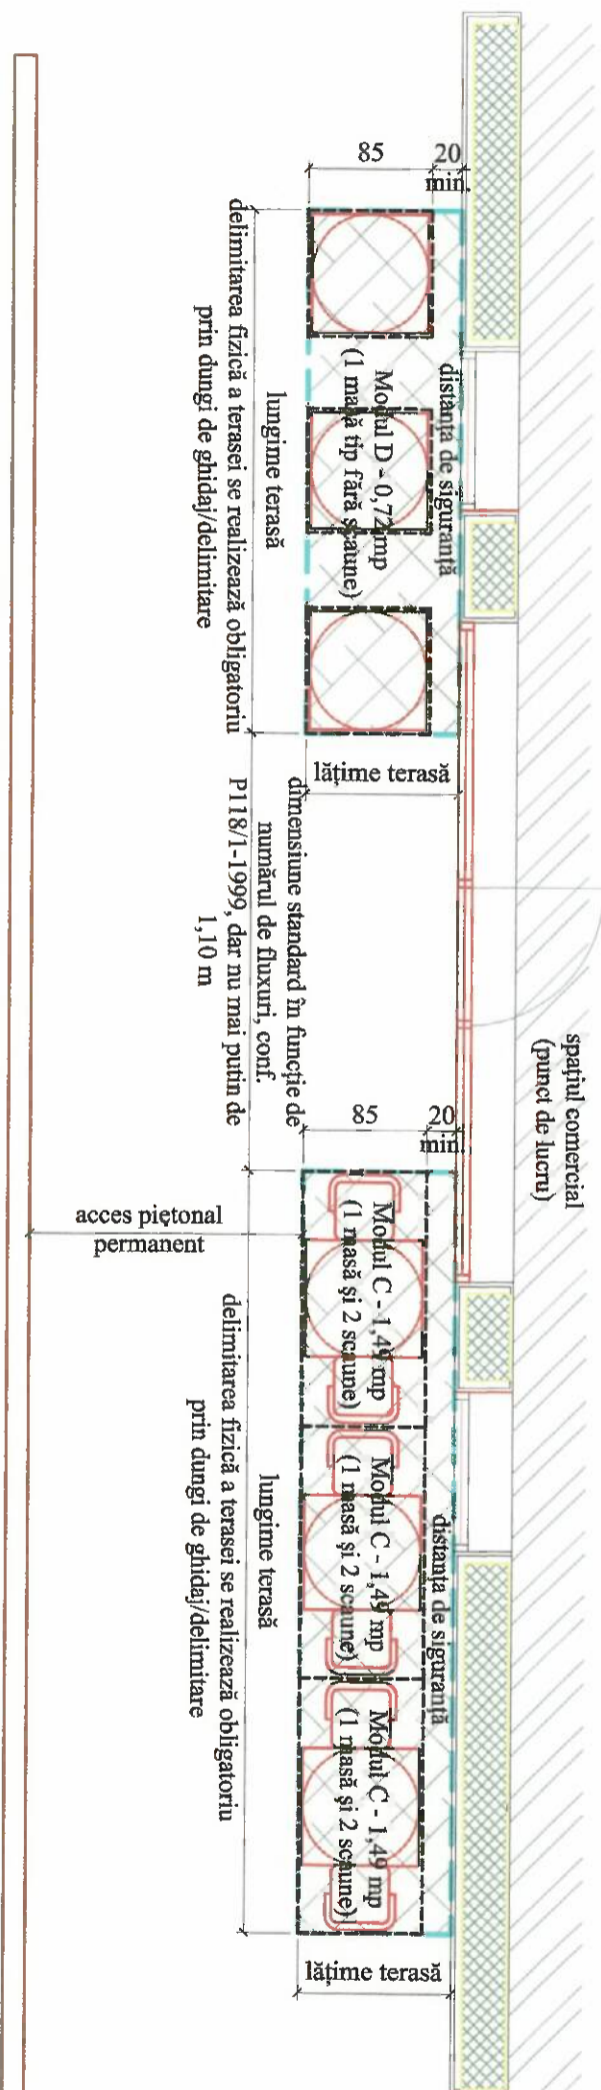 spațiul comercial
(punct de lucru)
85
20
min.
distanța de siguranță
Modul D - 0,72 mp
(1 masă tip fără scaune)
lungime terasă
delimitarea fizică a terasei se realizează obligatoriu
prin dungi de ghidaj/delimitare
lățime terasă
dimensiune standard în funcție de
numărul de fluxuri, conf.
P118/1-1999, dar nu mai putin de
1,10 m
85
20
min.
acces pietonal
permanent
distanța de siguranță
Modul C - 1,49 mp
(1 masă și 2 scaune)
Modul C - 1,49 mp
(1 masă și 2 scaune)
Modul C - 1,49 mp
(1 masă și 2 scaune)
lungime terasă
delimitarea fizică a terasei se realizează obligatoriu
prin dungi de ghidaj/delimitare
lățime terasă